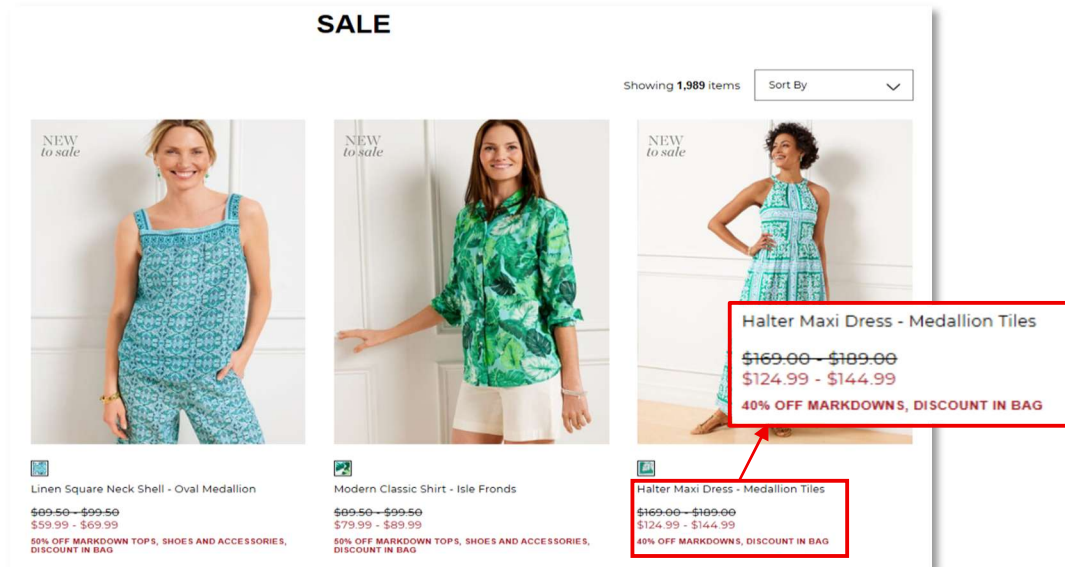 SALE
Showing 1,989 items
Sort By
NEW
to sale
NEW
to sale
NEW
to sale
Linen Square Neck Shell - Oval Medallion
$89.50 - $99.50
$59.99 - $69.99
50% OFF MARKDOWN TOPS, SHOES AND ACCESSORIES,
DISCOUNT IN BAG
Modern Classic Shirt - Isle Fronds
$89.50 - $99.50
$79.99 - $89.99
50% OFF MARKDOWN TOPS, SHOES AND ACCESSORIES,
DISCOUNT IN BAG
Halter Maxi Dress - Medallion Tiles
$169.00 - $189.00
$124.99 - $144.99
40% OFF MARKDOWNS, DISCOUNT IN BAG
Halter Maxi Dress - Medallion Tiles
$169.00 - $189.00
$124.99 - $144.99
40% OFF MARKDOWNS, DISCOUNT IN BAG